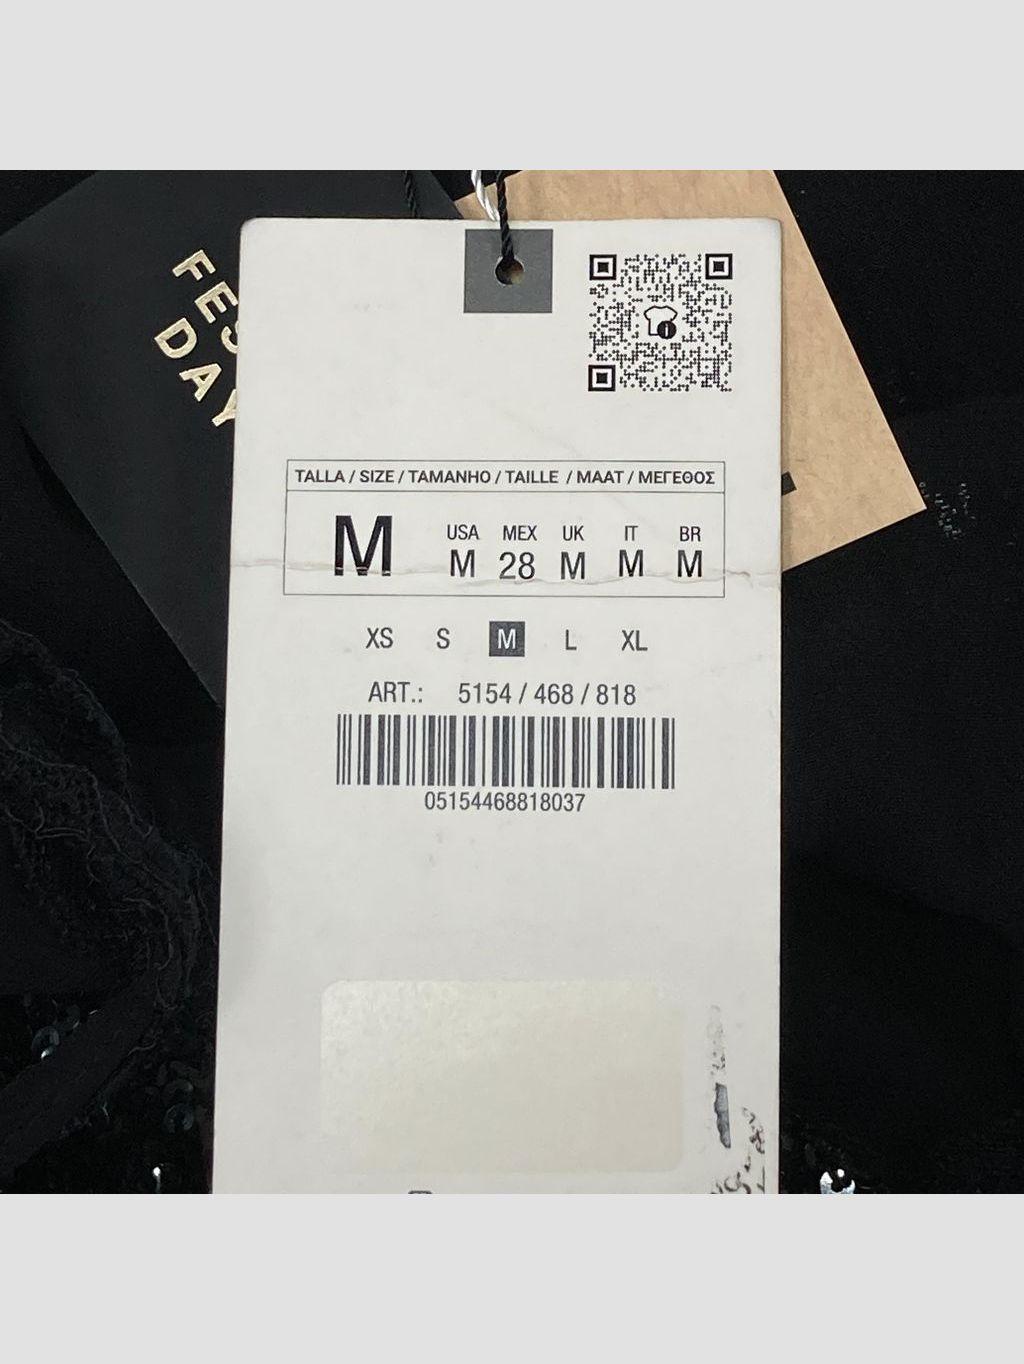 FES
DAY
TALLA / SIZE / TAMANHO / TAILLE / MAAT / ΜΕΓΕΘΟΣ
M
USA MEX UK IT BR
M 28 M M M
XS S M L XL
ART.: 5154 / 468 / 818
05154468818037